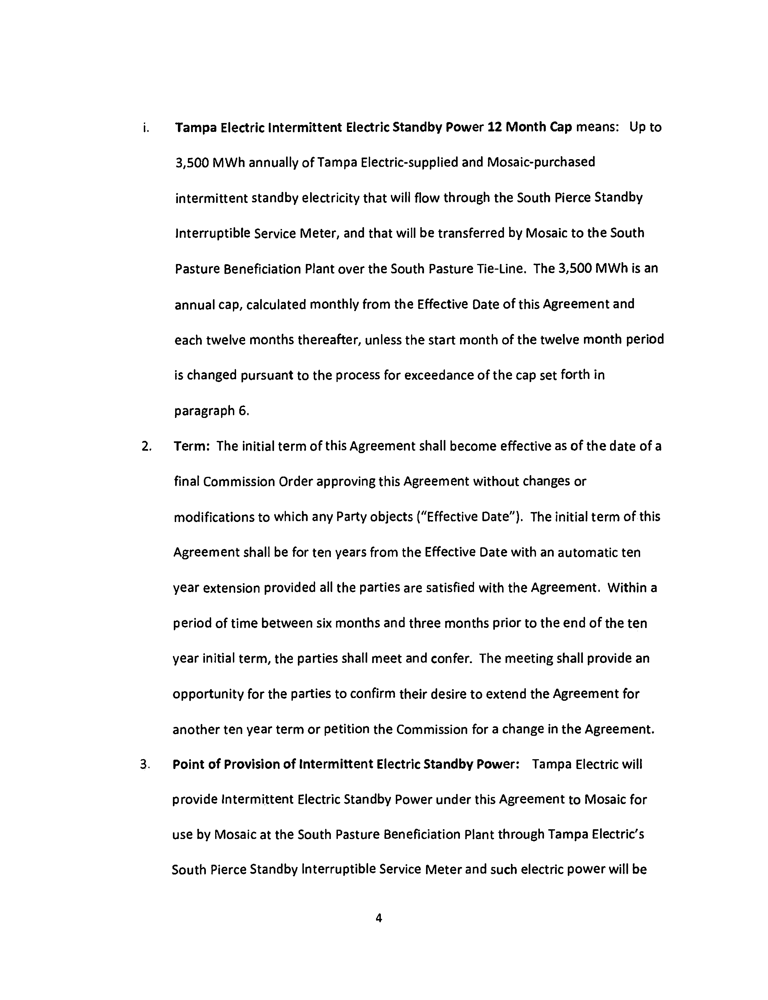 i. Tampa Electric Intermittent Electric Standby Power 12 Month Cap means: Up to
3,500 MWh annually of Tampa Electric-supplied and Mosaic-purchased
intermittent standby electricity that will flow through the South Pierce Standby
Interruptible Service Meter, and that will be transferred by Mosaic to the South
Pasture Beneficiation Plant over the South Pasture Tie-Line. The 3,500 MWh is an
annual cap, calculated monthly from the Effective Date of this Agreement and
each twelve months thereafter, unless the start month of the twelve month period
is changed pursuant to the process for exceedance of the cap set forth in
paragraph 6.
2. Term: The initial term of this Agreement shall become effective as of the date of a
final Commission Order approving this Agreement without changes or
modifications to which any Party objects ("Effective Date"). The initial term of this
Agreement shall be for ten years from the Effective Date with an automatic ten
year extension provided all the parties are satisfied with the Agreement. Within a
period of time between six months and three months prior to the end of the ten
year initial term, the parties shall meet and confer. The meeting shall provide an
opportunity for the parties to confirm their desire to extend the Agreement for
another ten year term or petition the Commission for a change in the Agreement.
3. Point of Provision of Intermittent Electric Standby Power: Tampa Electric will
provide Intermittent Electric Standby Power under this Agreement to Mosaic for
use by Mosaic at the South Pasture Beneficiation Plant through Tampa Electric's
South Pierce Standby Interruptible Service Meter and such electric power will be
4